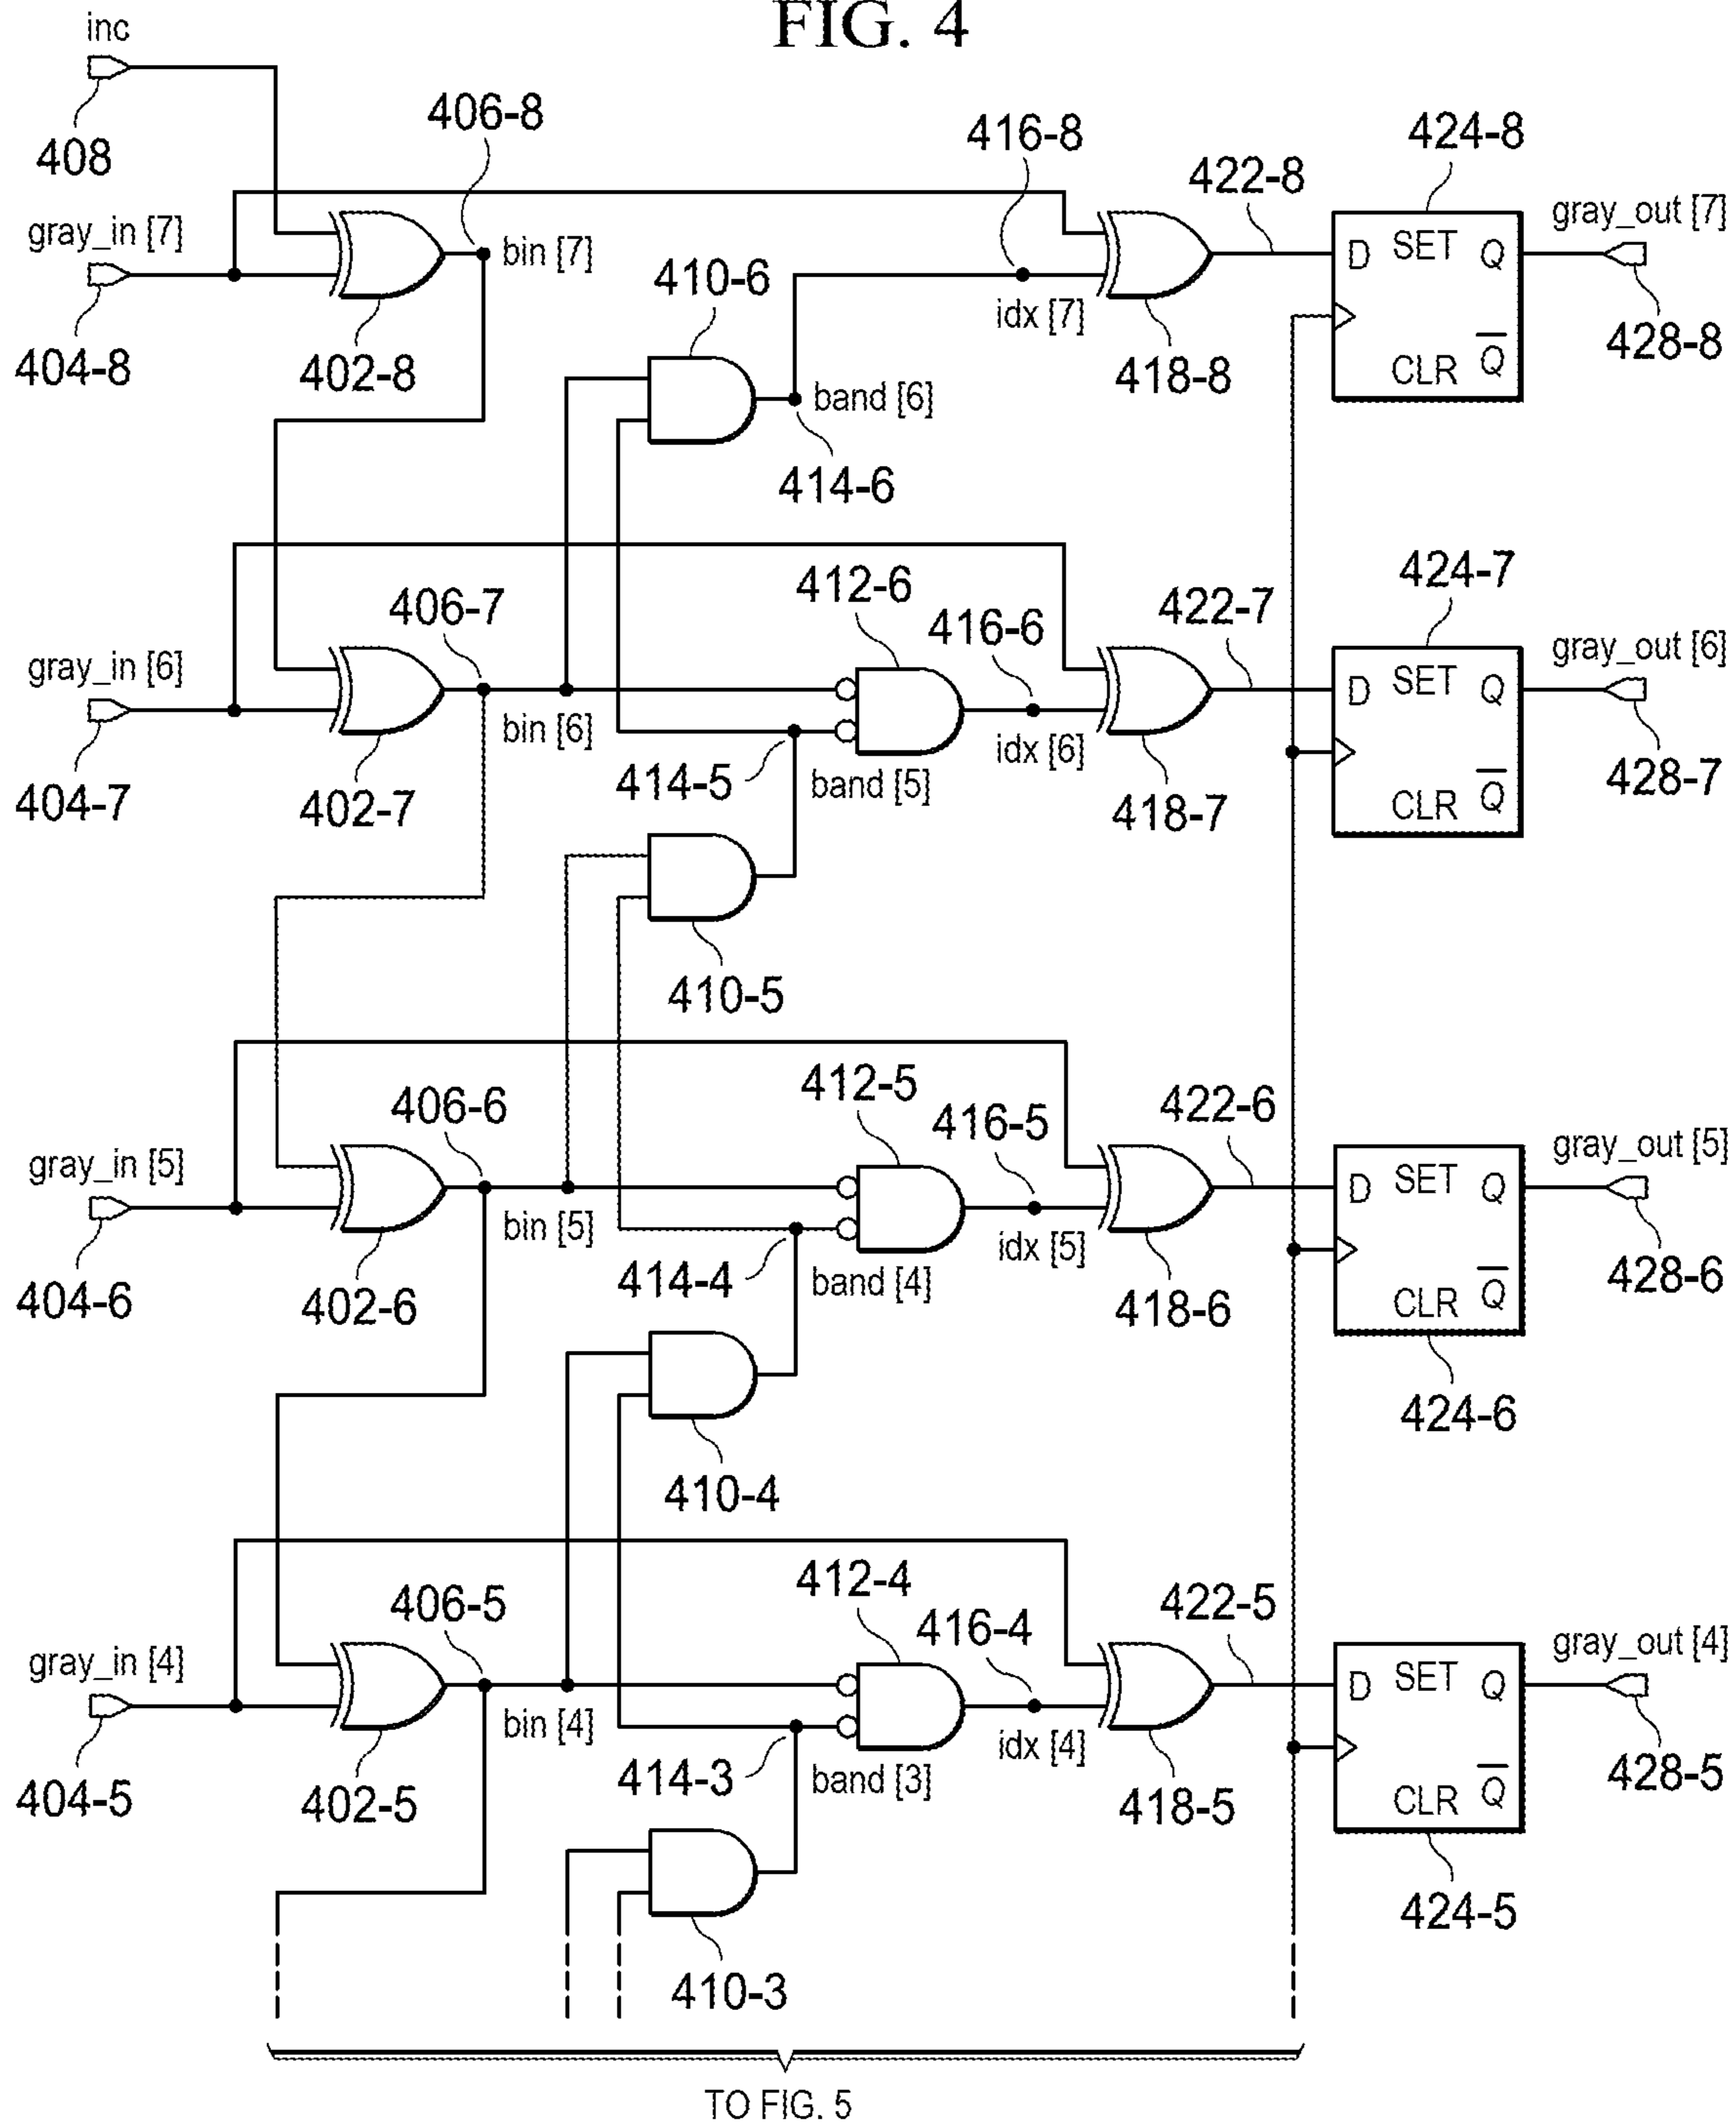 FIG. 4
inc
408
406-8
416-8
424-8
422-8
gray_in [7]
bin [7]
D SET Q
gray_out [7]
410-6
idx [7]
404-8
402-8
418-8
CLR Q
428-8
band [6]
414-6
424-7
412-6
406-7
416-6
422-7
gray_in [6]
D SET Q
gray_out [6]
bin [6]
idx [6]
414-5
band [5]
404-7
402-7
418-7
CLR Q
428-7
410-5
412-5
406-6
416-5
422-6
gray_in [5]
D SET Q
gray_out [5]
bin [5]
idx [5]
414-4
band [4]
404-6
402-6
418-6
CLR Q
428-6
424-6
410-4
412-4
406-5
416-4
422-5
gray_in [4]
D SET Q
gray_out [4]
bin [4]
idx [4]
414-3
band [3]
404-5
402-5
418-5
CLR Q
428-5
424-5
410-3
TO FIG. 5